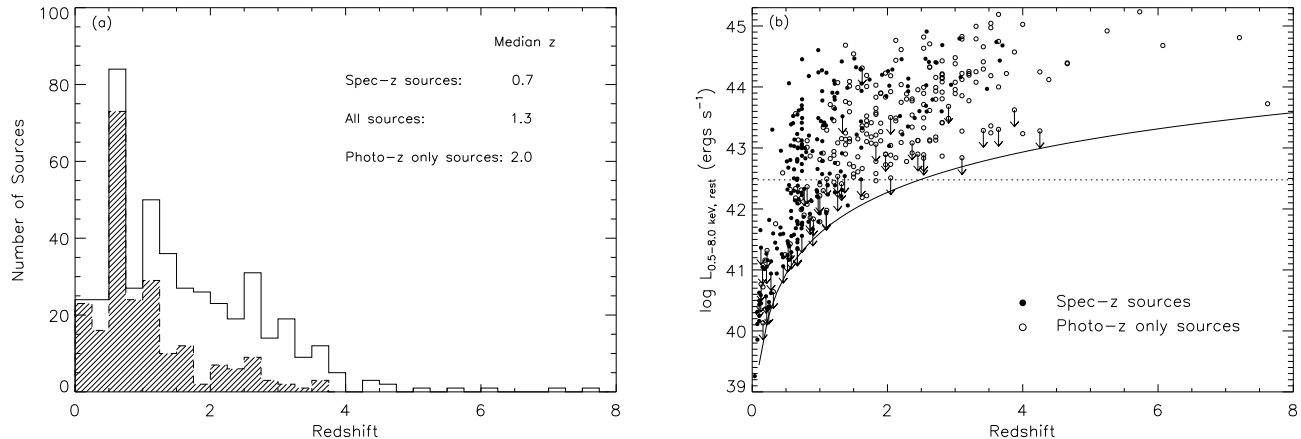 (a)
Median z
Spec-z sources: 0.7
All sources: 1.3
Photo-z only sources: 2.0
Number of Sources
100
80
60
40
20
0
0 2 4 6 8
Redshift
(b)
log L0.5-8.0 keV, rest (ergs s−1)
45
44
43
42
41
40
39
Spec-z sources
Photo-z only sources
0 2 4 6 8
Redshift